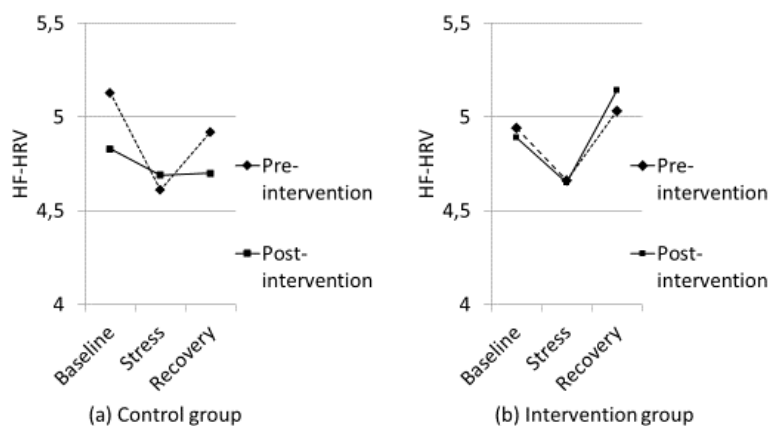 5,5
5
4,5
4
HF-HRV
Baseline
Stress
Recovery
Pre-
intervention
Post-
intervention
(a) Control group
5,5
5
4,5
4
HF-HRV
Baseline
Stress
Recovery
Pre-
intervention
Post-
intervention
(b) Intervention group